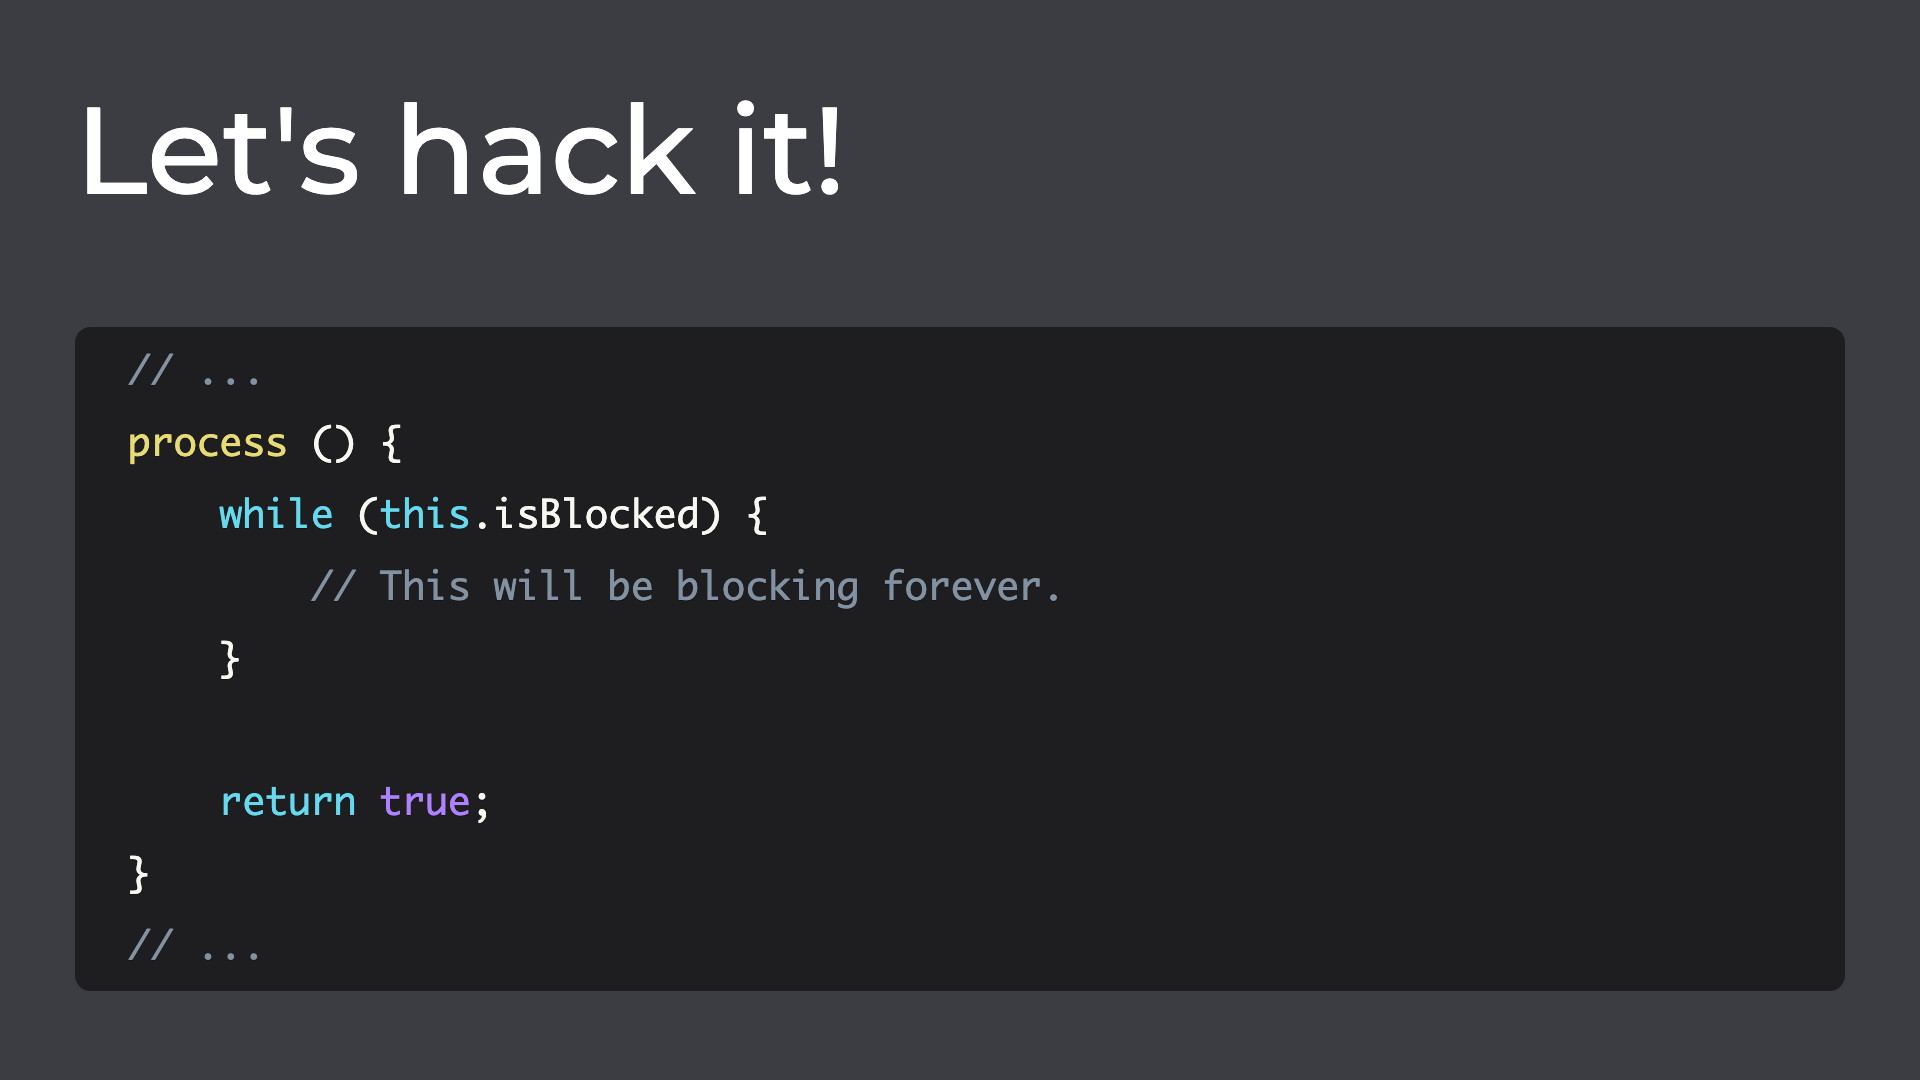 Let's hack it!
// ...
process () {
    while (this.isBlocked) {
        // This will be blocking forever.
    }

    return true;
}
// ...